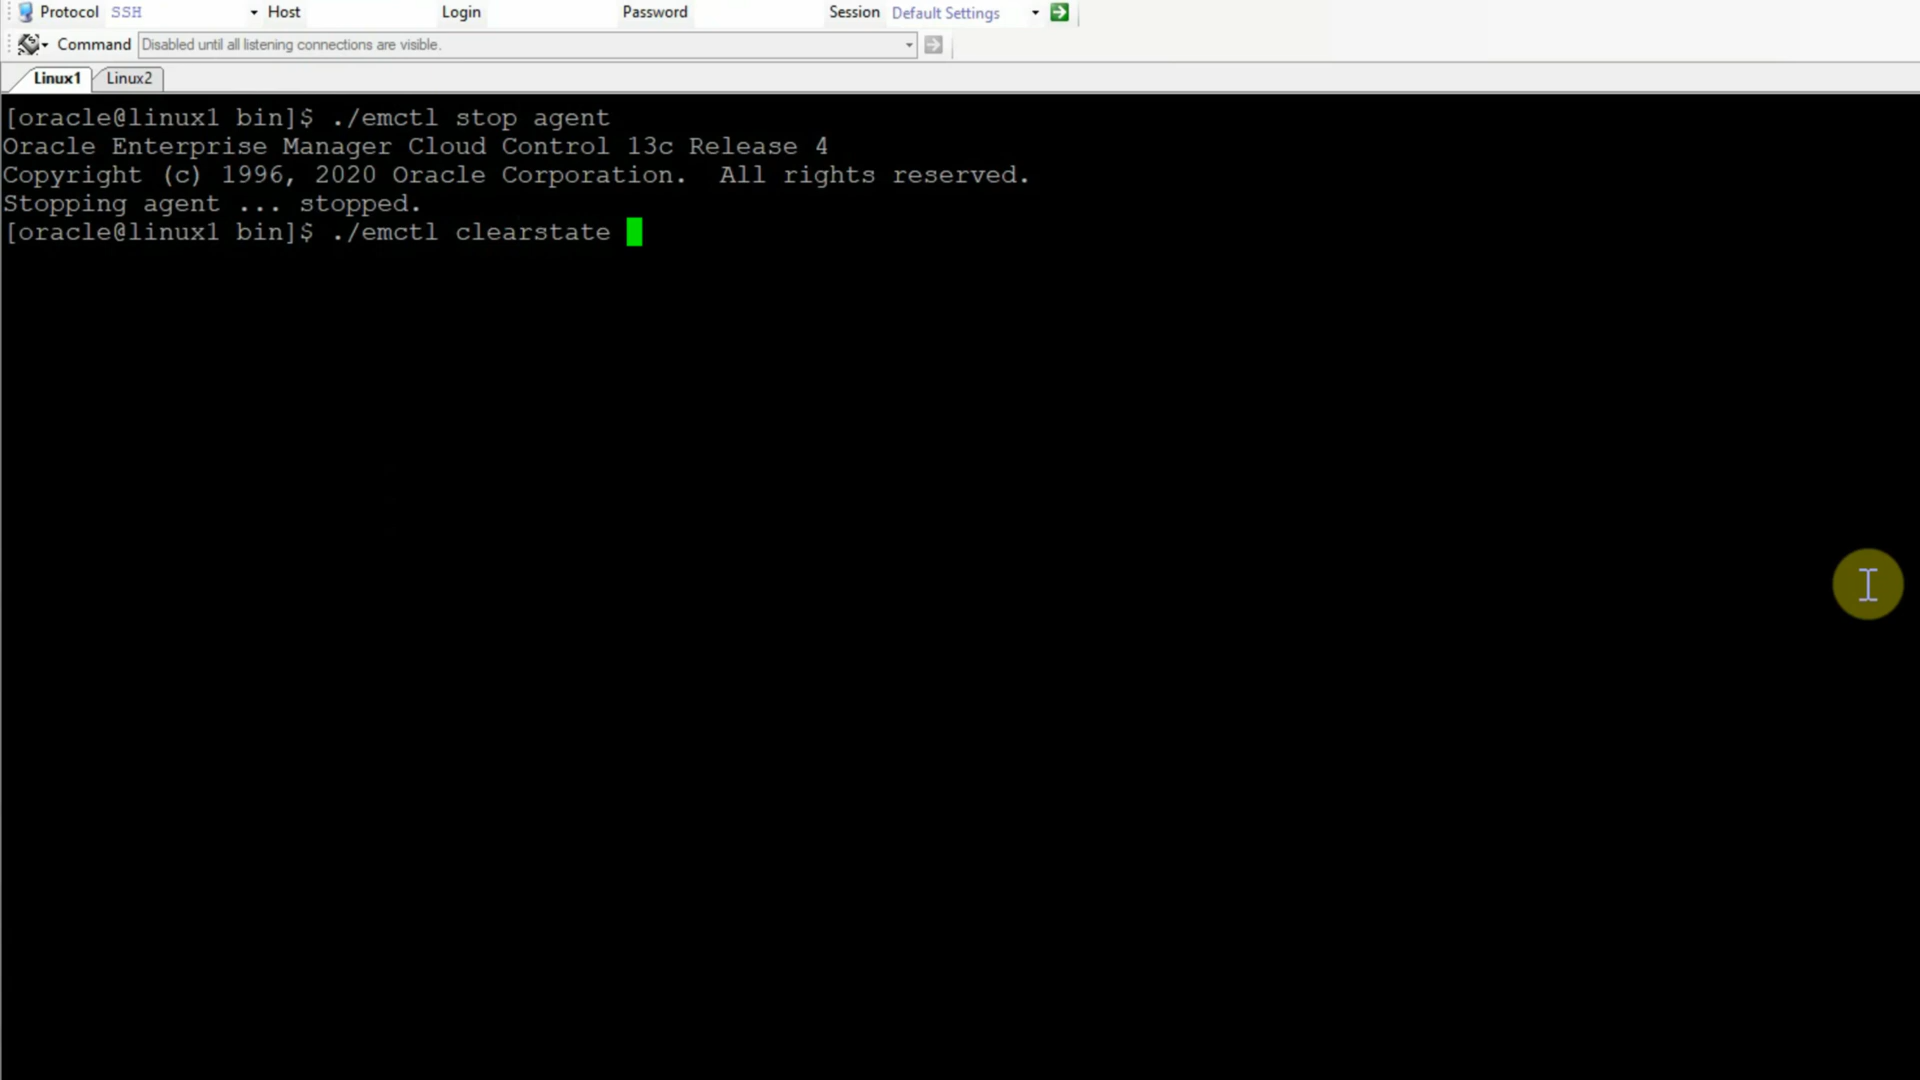 Protocol SSH Host Login Password Session Default Settings
Command Disabled until all listening connections are visible.
Linux1 Linux2
[oracle@linux1 bin]$ ./emctl stop agent
Oracle Enterprise Manager Cloud Control 13c Release 4
Copyright (c) 1996, 2020 Oracle Corporation.  All rights reserved.
Stopping agent ... stopped.
[oracle@linux1 bin]$ ./emctl clearstate